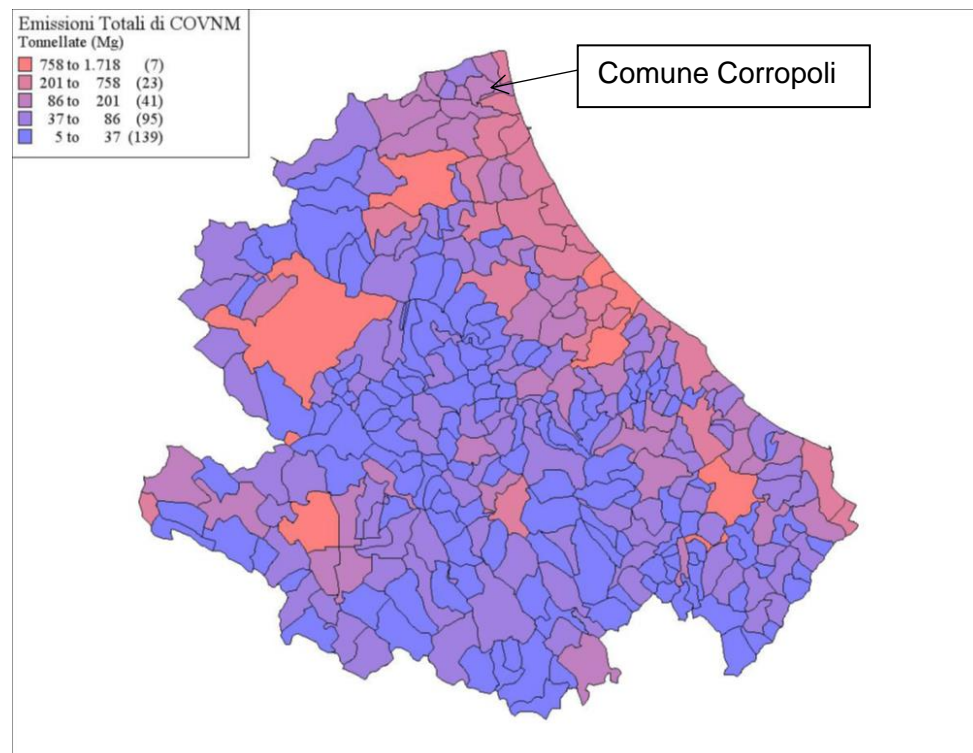 Emissioni Totali di COVNM
Tonnellate (Mg)
758 to 1.718 (7)
201 to 758 (23)
86 to 201 (41)
37 to 86 (95)
5 to 37 (139)
Comune Corropoli